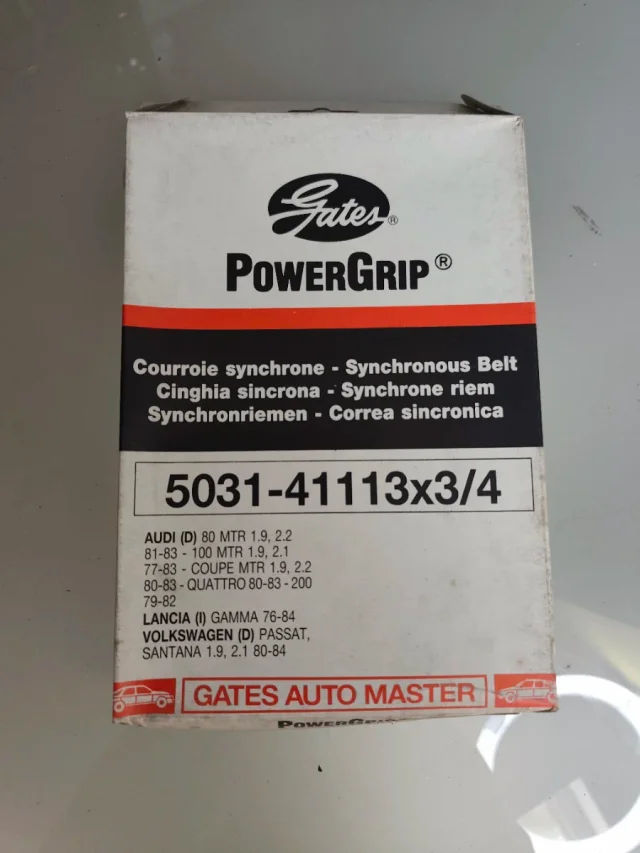 Gates®
POWERGRIP®
Courroie synchrone - Synchronous Belt
Cinghia sincrona - Synchrone riem
Synchronriemen - Correa sincronica
5031-41113x3/4
AUDI (D) 80 MTR 1.9, 2.2
81-83 - 100 MTR 1.9, 2.1
77-83 - COUPE MTR 1.9, 2.2
80-83 - QUATTRO 80-83 - 200
79-82
LANCIA (I) GAMMA 76-84
VOLKSWAGEN (D) PASSAT,
SANTANA 1.9, 2.1 80-84
GATES AUTO MASTER
POWERGRIP